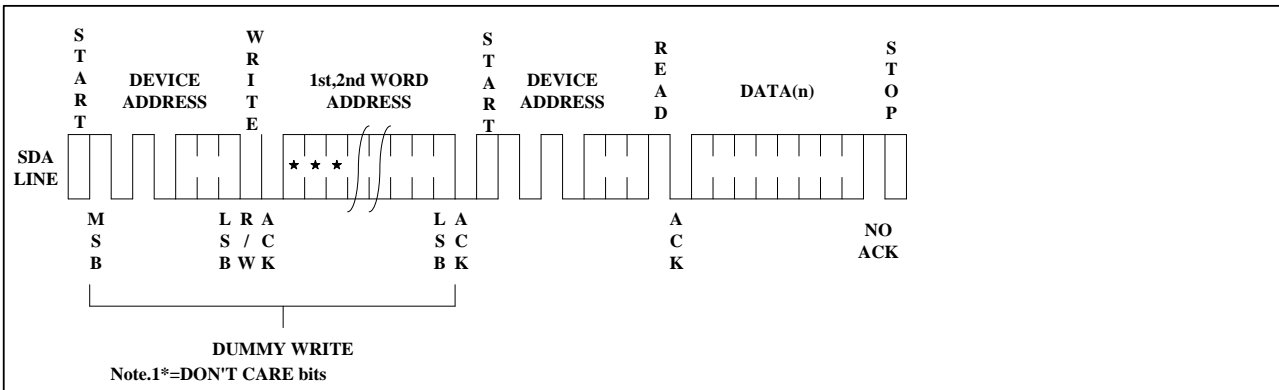 START
DEVICE ADDRESS
WRITE
1st,2nd WORD ADDRESS
START
DEVICE ADDRESS
READ
DATA(n)
STOP
SDA LINE
★ ★ ★
MSB
LSB
R/W
ACK
LSB
ACK
ACK
NO ACK
DUMMY WRITE
Note.1*=DON'T CARE bits